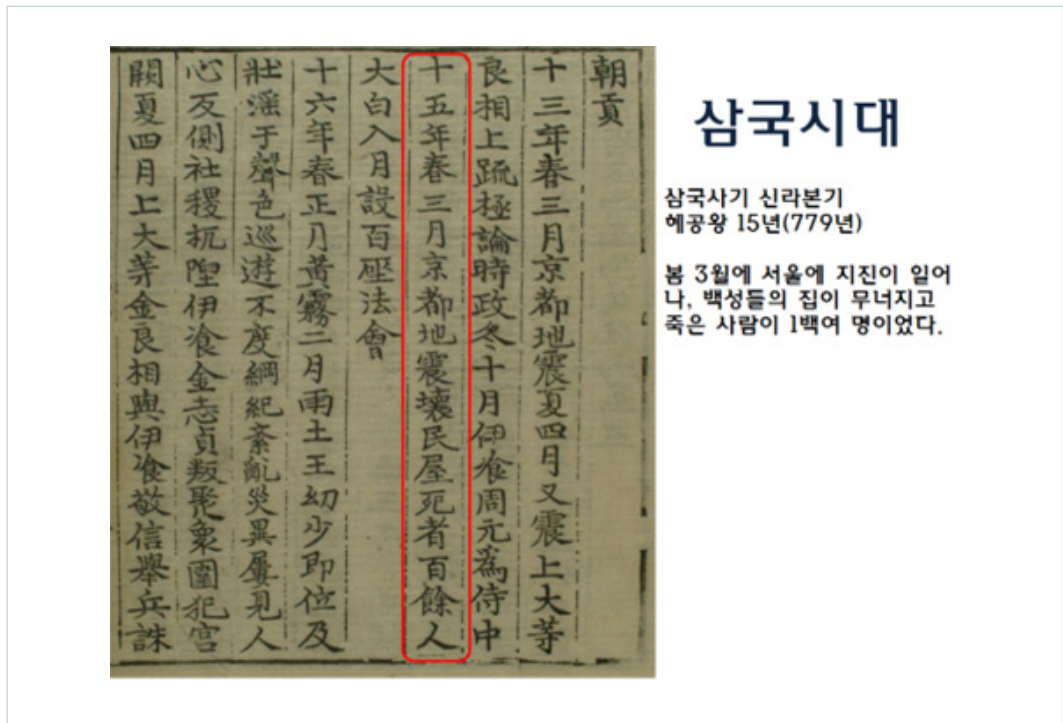 삼국시대
삼국사기 신라본기
혜공왕 15년(779년)
봄 3월에 서울에 지진이 일어
나, 백성들의 집이 무너지고
죽은 사람이 1백여 명이었다.
朝貢
十三年春三月京都地震夏四月又震上大等
良相上疏極論時政冬十月伊飡周元爲侍中
十五年春三月京都地震壞民屋死者百餘人
大白入月設百座法會
十六年春正月黃霧二月雨土王幼少即位及
壯滛于聲色巡遊不度綱紀紊亂災異屢見人
心反側社稷杌隉伊飡金志貞叛聚衆圍犯宮
闕夏四月上大等金良相與伊飡敬信擧兵誅